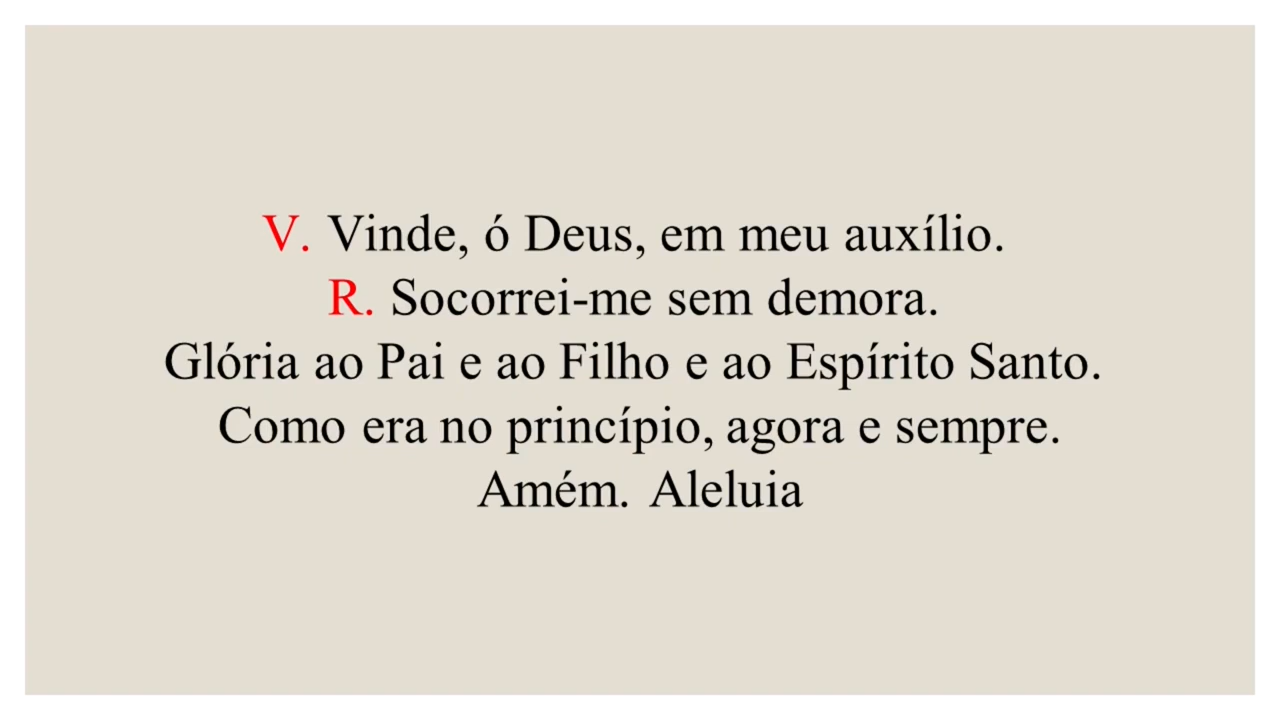 V. Vinde, ó Deus, em meu auxílio.
R. Socorrei-me sem demora.
Glória ao Pai e ao Filho e ao Espírito Santo.
Como era no princípio, agora e sempre.
Amém. Aleluia